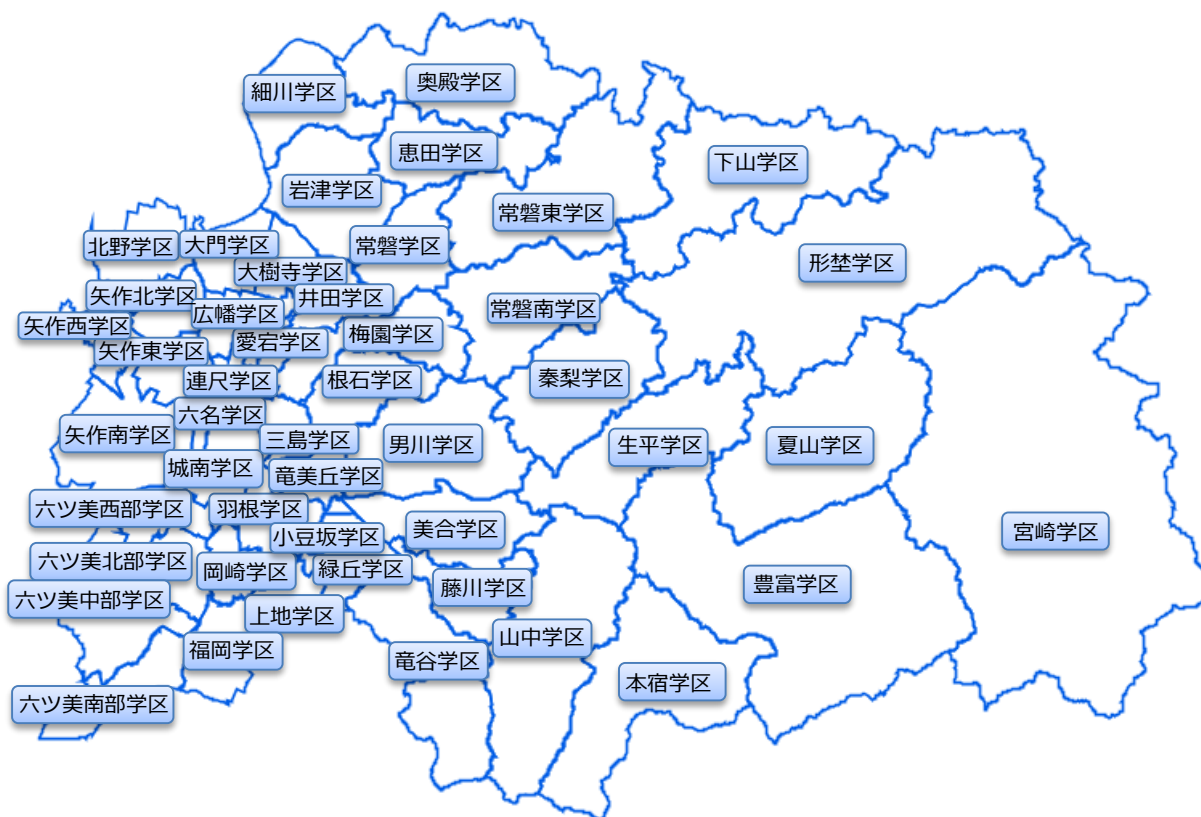 奥殿学区
細川学区
恵田学区
下山学区
岩津学区
常磐東学区
北野学区
大門学区
常磐学区
形埜学区
大樹寺学区
矢作北学区
井田学区
常磐南学区
広幡学区
矢作西学区
梅園学区
愛宕学区
矢作東学区
連尺学区
根石学区
秦梨学区
六名学区
矢作南学区
三島学区
男川学区
生平学区
夏山学区
城南学区
竜美丘学区
六ツ美西部学区
羽根学区
美合学区
宮崎学区
小豆坂学区
六ツ美北部学区
岡崎学区
緑丘学区
藤川学区
豊富学区
六ツ美中部学区
上地学区
山中学区
福岡学区
竜谷学区
本宿学区
六ツ美南部学区